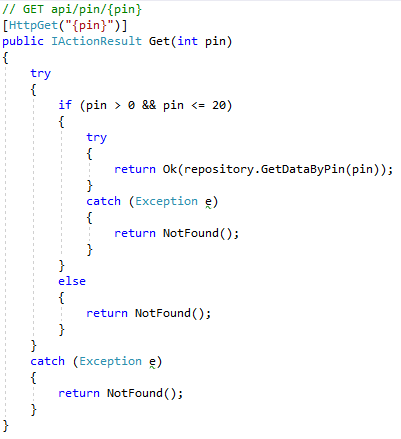 // GET api/pin/{pin}
[HttpGet("{pin}")]
public IActionResult Get(int pin)
{
    try
    {
        if (pin > 0 && pin <= 20)
        {
            try
            {
                return Ok(repository.GetDataByPin(pin));
            }
            catch (Exception e)
            {
                return NotFound();
            }
        }
        else
        {
            return NotFound();
        }
    }
    catch (Exception e)
    {
        return NotFound();
    }
}